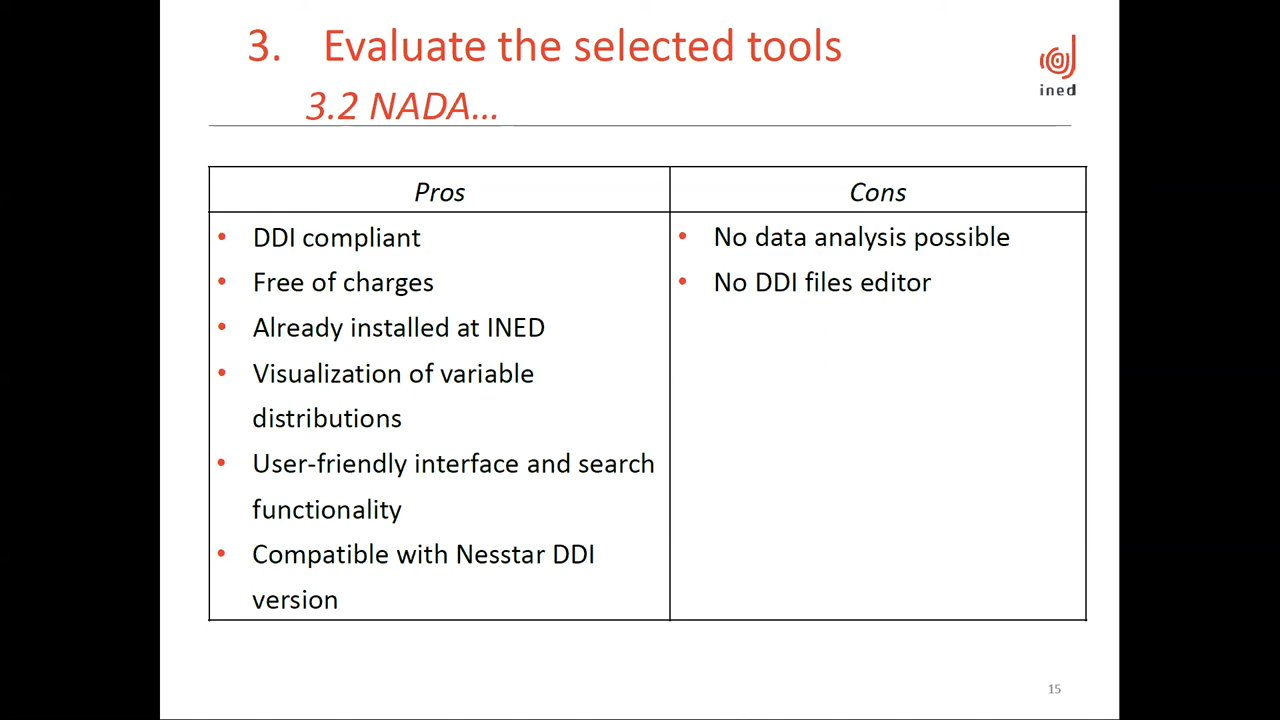 3. Evaluate the selected tools
3.2 NADA...
ined
Pros
Cons
• DDI compliant
• Free of charges
• Already installed at INED
• Visualization of variable
distributions
• User-friendly interface and search
functionality
• Compatible with Nesstar DDI
version
• No data analysis possible
• No DDI files editor
15